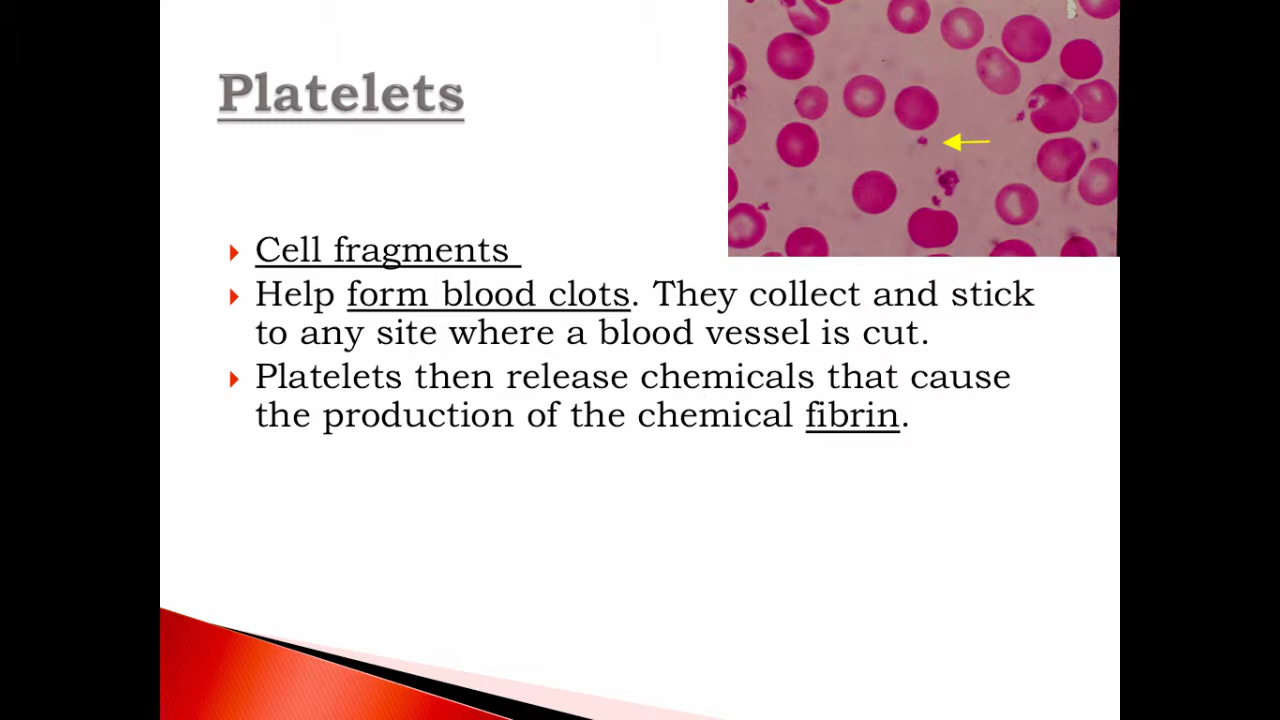 Platelets
Cell fragments
Help form blood clots. They collect and stick
to any site where a blood vessel is cut.
Platelets then release chemicals that cause
the production of the chemical fibrin.